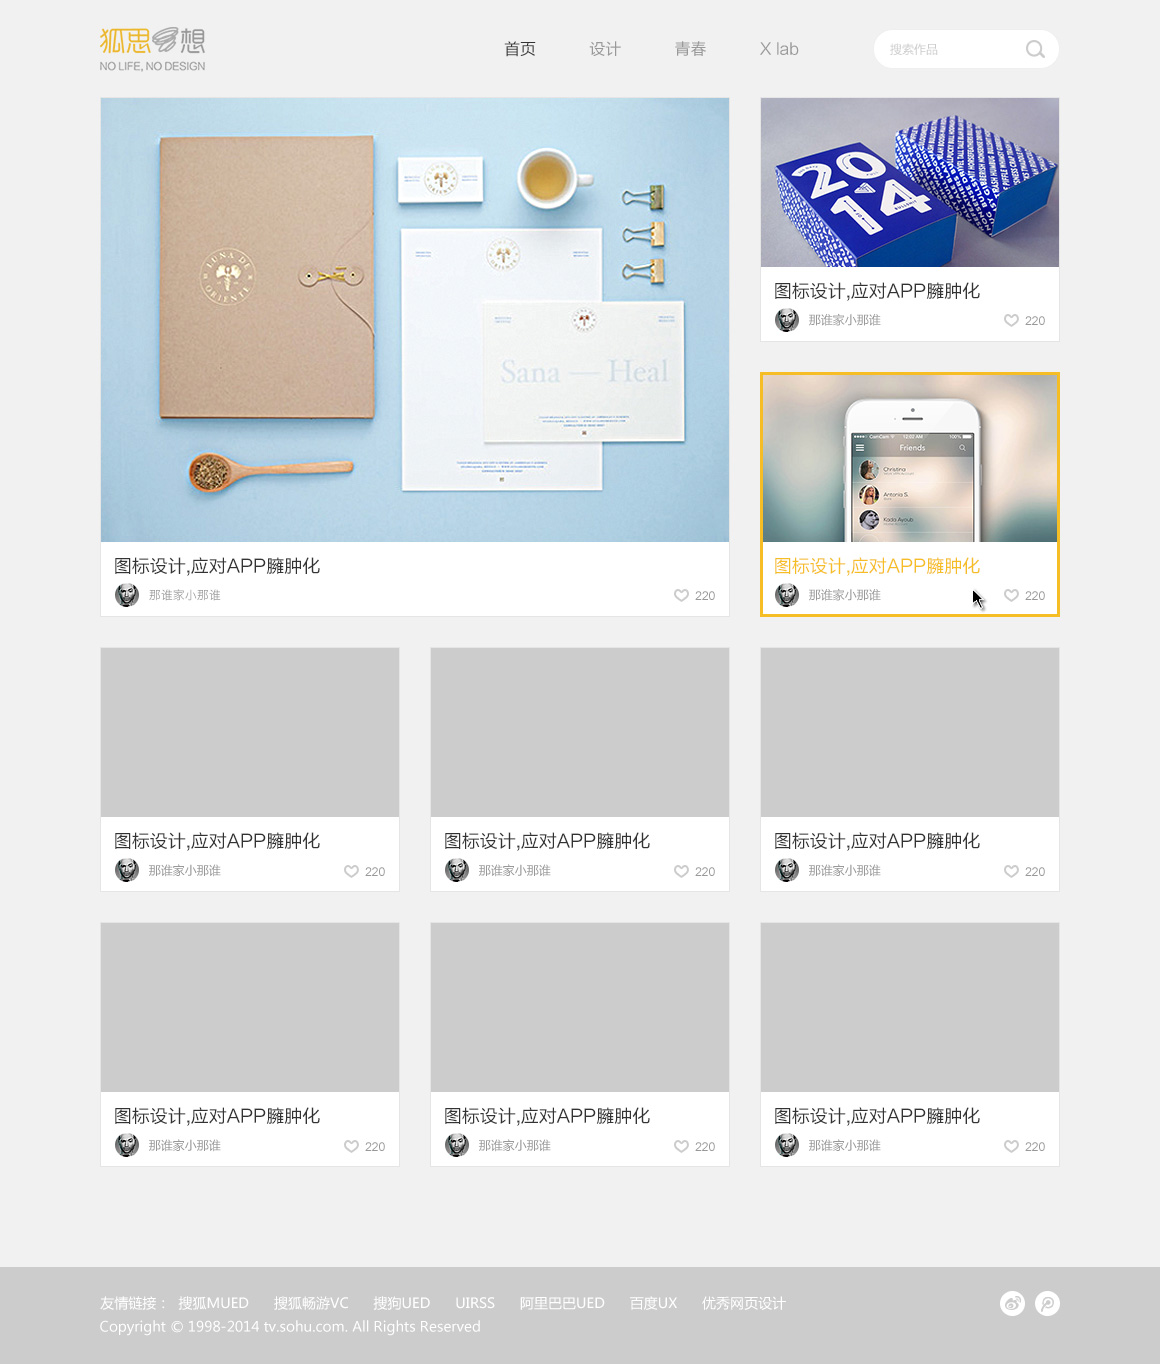 狐思 想
NO LIFE, NO DESIGN
首页 设计 青春 X lab
搜索作品
LUNA DE ORIENTE
Sana — Heal
图标设计,应对APP臃肿化
那谁家小那谁 220
2014
图标设计,应对APP臃肿化
那谁家小那谁 220
CainCam 12:02 AM 100%
Friends
Christina
Antonia S.
Kada Ayoub
图标设计,应对APP臃肿化
那谁家小那谁 220
图标设计,应对APP臃肿化
那谁家小那谁 220
图标设计,应对APP臃肿化
那谁家小那谁 220
图标设计,应对APP臃肿化
那谁家小那谁 220
图标设计,应对APP臃肿化
那谁家小那谁 220
图标设计,应对APP臃肿化
那谁家小那谁 220
图标设计,应对APP臃肿化
那谁家小那谁 220
友情链接： 搜狐MUED 搜狐畅游VC 搜狗UED UIRSS 阿里巴巴UED 百度UX 优秀网页设计
Copyright © 1998-2014 tv.sohu.com. All Rights Reserved